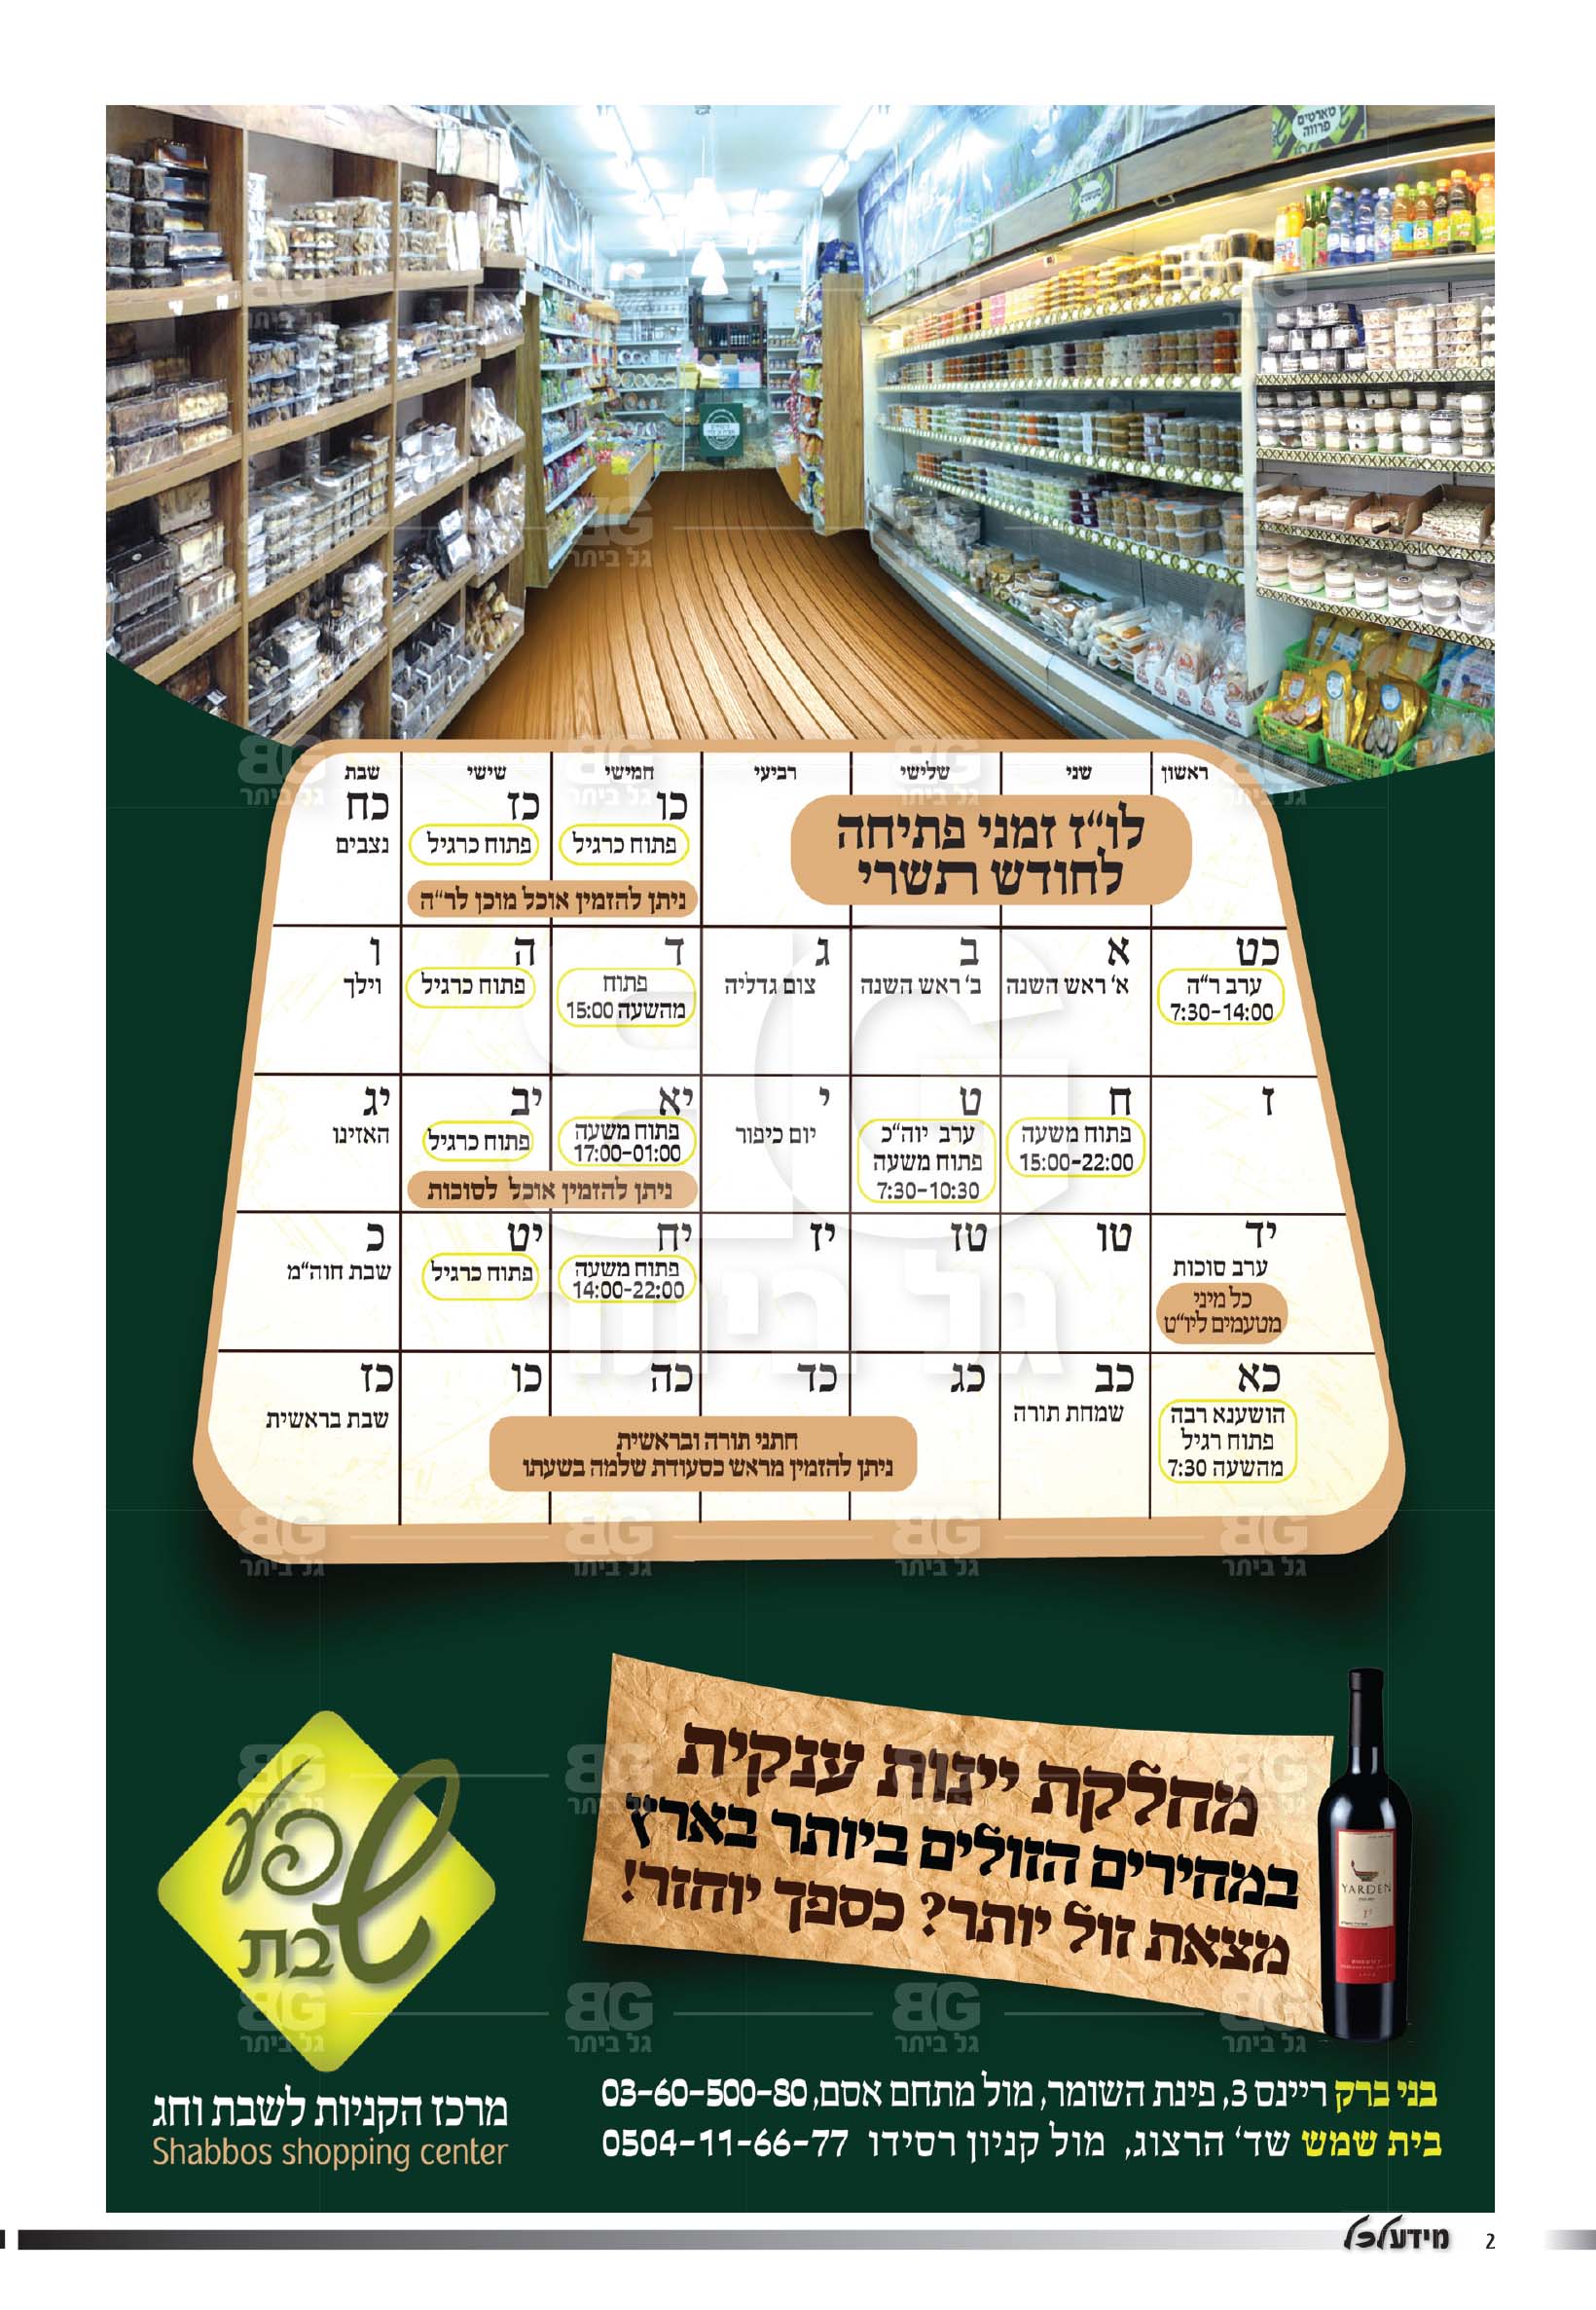 טארטים
פרווה
ראשון שני שלישי רביעי חמישי שישי שבת
לו"ז זמני פתיחה
לחודש תשרי
כו
פתוח כרגיל
כז
פתוח כרגיל
ניתן להזמין אוכל מוכן לר"ה
כח
נצבים
כט
ערב ר"ה
7:30-14:00
א
א' ראש השנה
ב
ב' ראש השנה
ג
צום גדליה
ד
פתוח
מהשעה 15:00
ה
פתוח כרגיל
ו
וילך
ז
ח
פתוח משעה
15:00-22:00
ט
ערב יוה"כ
פתוח משעה
7:30-10:30
י
יום כיפור
יא
פתוח משעה
17:00-01:00
יב
פתוח כרגיל
ניתן להזמין אוכל לסוכות
יג
האזינו
יד
ערב סוכות
כל מיני
מטעמים ליו"ט
טו
טז
יז
יח
פתוח משעה
14:00-22:00
יט
פתוח כרגיל
כ
שבת חוה"מ
כא
הושענא רבה
פתוח רגיל
מהשעה 7:30
כב
שמחת תורה
כג
כד
כה
כו
חתני תורה ובראשית
ניתן להזמין מראש כסעודת שלמה בשעתו
כז
שבת בראשית
BG
גל ביתר
מחלקת יינות ענקית
במחירים הזולים ביותר בארץ
מצאת זול יותר? כספך יוחזר!
YARDEN
שפע
שבת
מרכז הקניות לשבת וחג
Shabbos shopping center
בני ברק ריינס 3, פינת השומר, מול מתחם אסם, 03-60-500-80
בית שמש שד' הרצוג, מול קניון רסידו 0504-11-66-77
מידע לכל
2